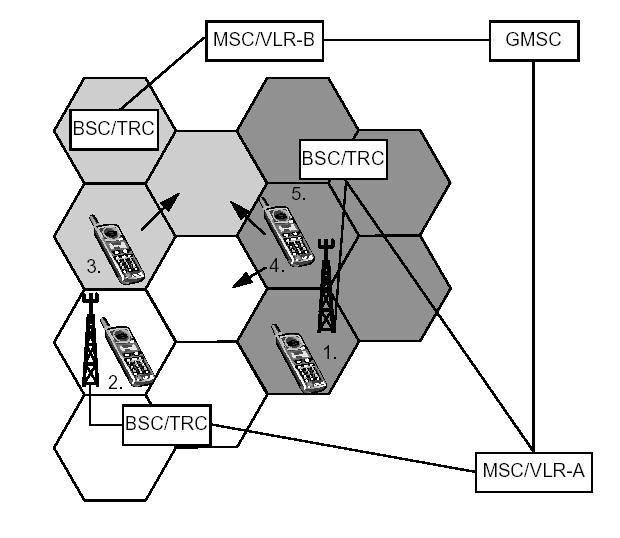 MSC/VLR-B
GMSC
BSC/TRC
BSC/TRC
5.
3.
4.
1.
2.
BSC/TRC
MSC/VLR-A